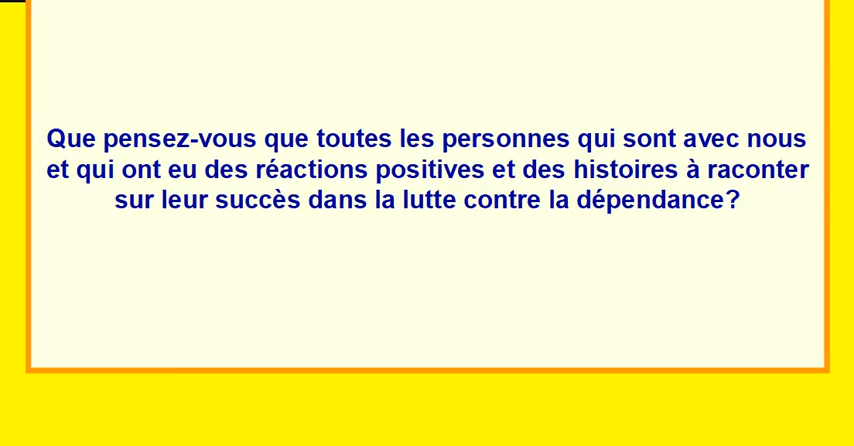 Que pensez-vous que toutes les personnes qui sont avec nous
et qui ont eu des réactions positives et des histoires à raconter
sur leur succès dans la lutte contre la dépendance?